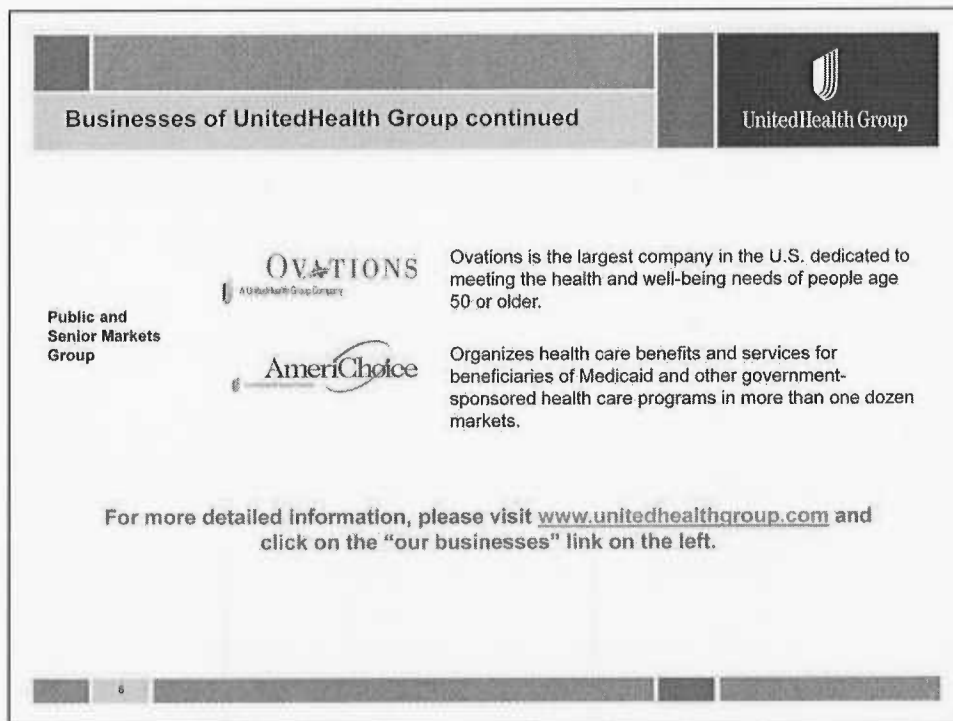 Businesses of UnitedHealth Group continued
UnitedHealth Group
Public and
Senior Markets
Group
OVATIONS
A UnitedHealth Group Company
Ovations is the largest company in the U.S. dedicated to
meeting the health and well-being needs of people age
50 or older.
AmeriChoice
Organizes health care benefits and services for
beneficiaries of Medicaid and other government-
sponsored health care programs in more than one dozen
markets.
For more detailed information, please visit www.unitedhealthgroup.com and
click on the “our businesses” link on the left.